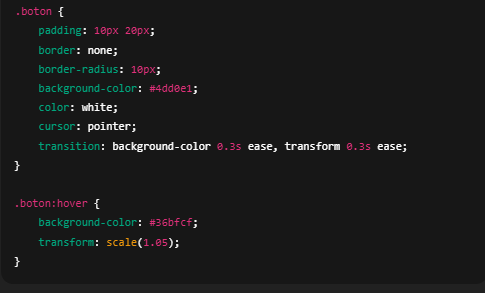 .boton {
    padding: 10px 20px;
    border: none;
    border-radius: 10px;
    background-color: #4dd0e1;
    color: white;
    cursor: pointer;
    transition: background-color 0.3s ease, transform 0.3s ease;
}
.boton:hover {
    background-color: #36bfcf;
    transform: scale(1.05);
}